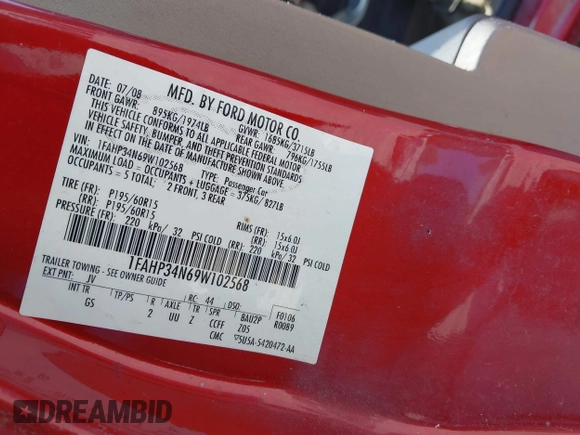 MFD. BY FORD MOTOR CO.
DATE: 07/08 GVWR: 1685KG/3715LB
FRONT GAWR: 895KG/1974LB REAR GAWR: 796KG/1755LB
THIS VEHICLE CONFORMS TO ALL APPLICABLE FEDERAL MOTOR
VEHICLE SAFETY, BUMPER, AND THEFT PREVENTION STANDARDS
IN EFFECT ON THE DATE OF MANUFACTURE SHOWN ABOVE.
VIN: 1FAHP34N69W102568 TYPE: Passenger Car
MAXIMUM LOAD = OCCUPANTS + LUGGAGE = 375KG/827LB
OCCUPANTS = 5 TOTAL: 2 FRONT, 3 REAR
TIRE (FR): P195/60R15 RIMS (FR): 15x6.0J
(RR): P195/60R15 (RR): 15x6.0J
PRESSURE (FR): 220 kPa/ 32 PSI COLD (RR): 220 kPa/ 32 PSI COLD
1FAHP34N69W102568
TRAILER TOWING - SEE OWNER GUIDE
EXT PNT: JV RC: 44 DSO: F0106
INT TR TP/PS R AXLE TR SPR BAU2P R0089
GS 2 UU Z CCFF Z05
CMC 5U5A-5420472-AA
DREAMBID